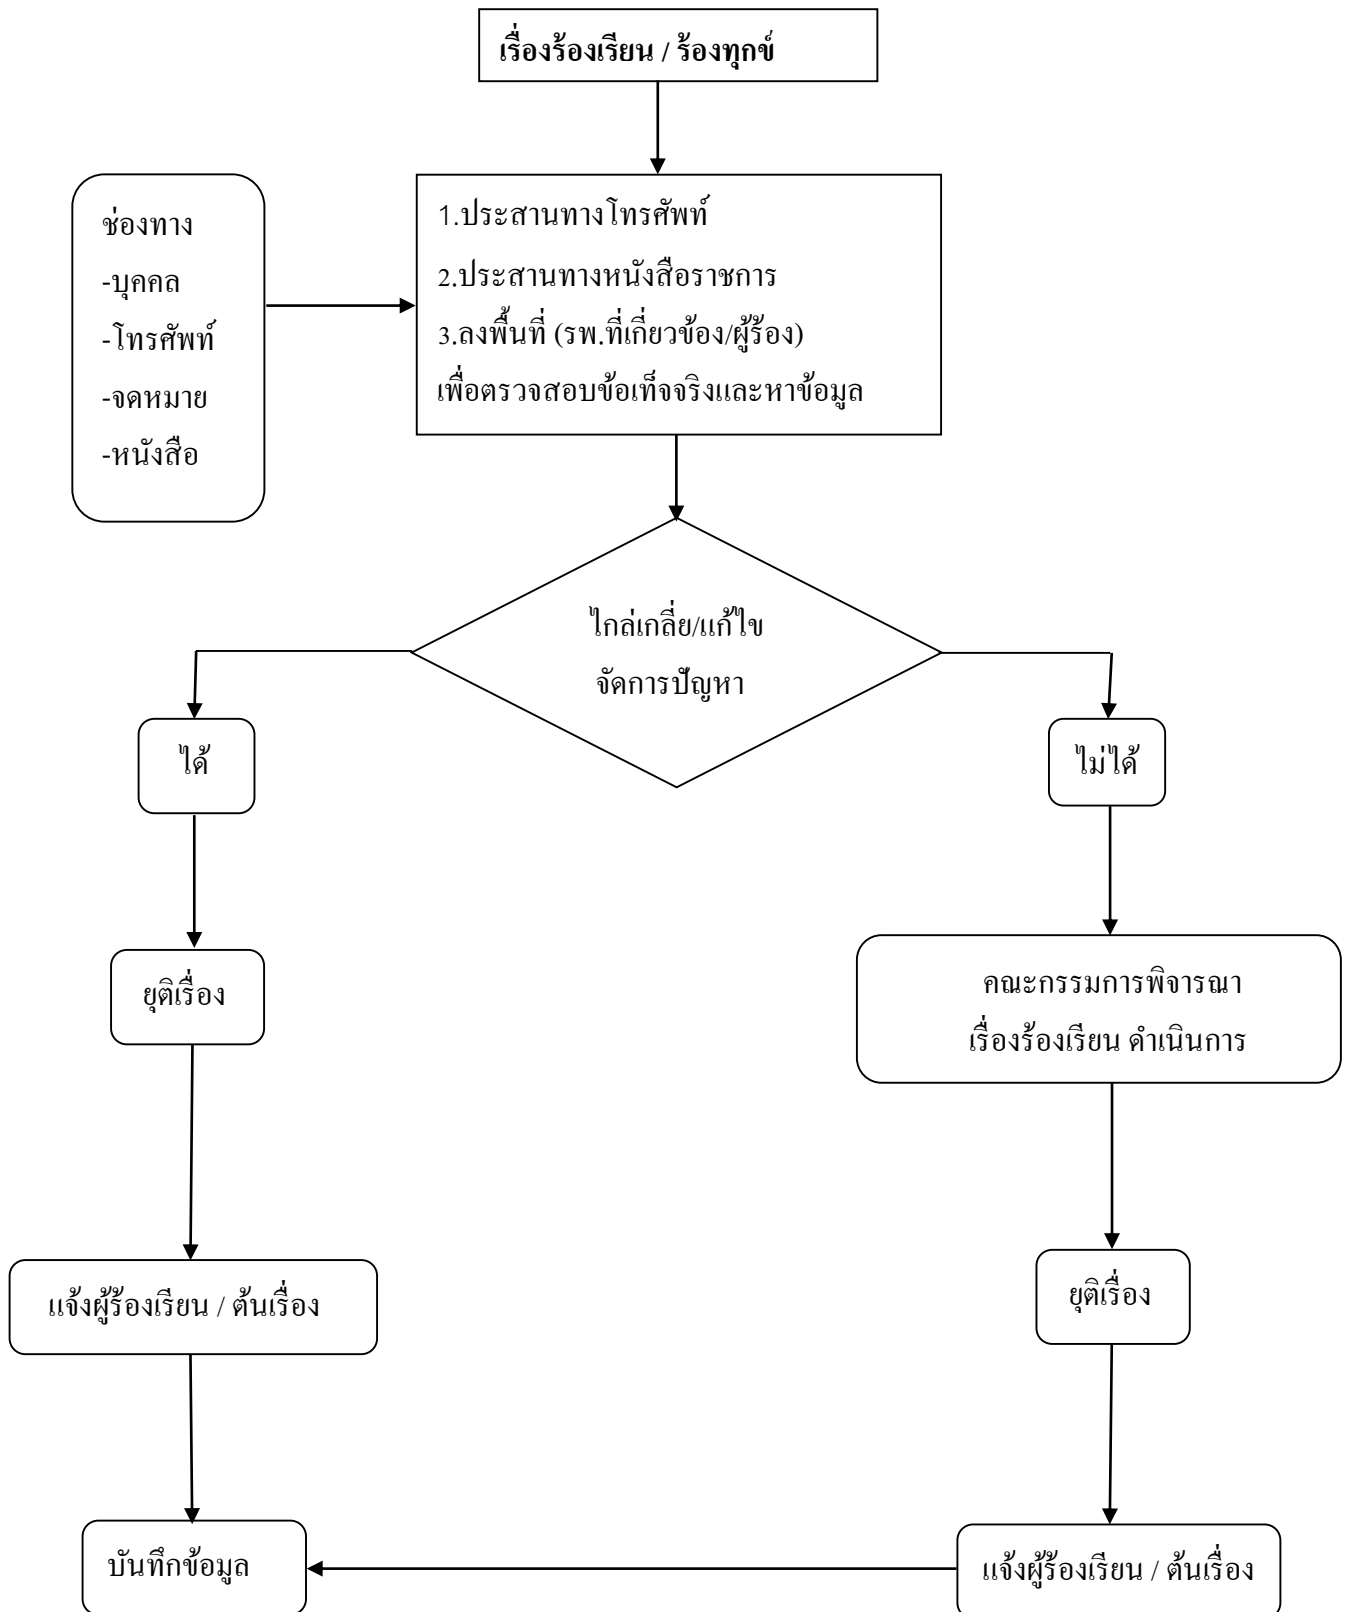 เรื่องร้องเรียน / ร้องทุกข์
ช่องทาง
-บุคคล
-โทรศัพท์
-จดหมาย
-หนังสือ
1.ประสานทางโทรศัพท์
2.ประสานทางหนังสือราชการ
3.ลงพื้นที่ (รพ.ที่เกี่ยวข้อง/ผู้ร้อง)
เพื่อตรวจสอบข้อเท็จจริงและหาข้อมูล
ไกล่เกลี่ย/แก้ไข
จัดการปัญหา
ได้
ไม่ได้
ยุติเรื่อง
คณะกรรมการพิจารณา
เรื่องร้องเรียน ดำเนินการ
แจ้งผู้ร้องเรียน / ต้นเรื่อง
ยุติเรื่อง
บันทึกข้อมูล
แจ้งผู้ร้องเรียน / ต้นเรื่อง